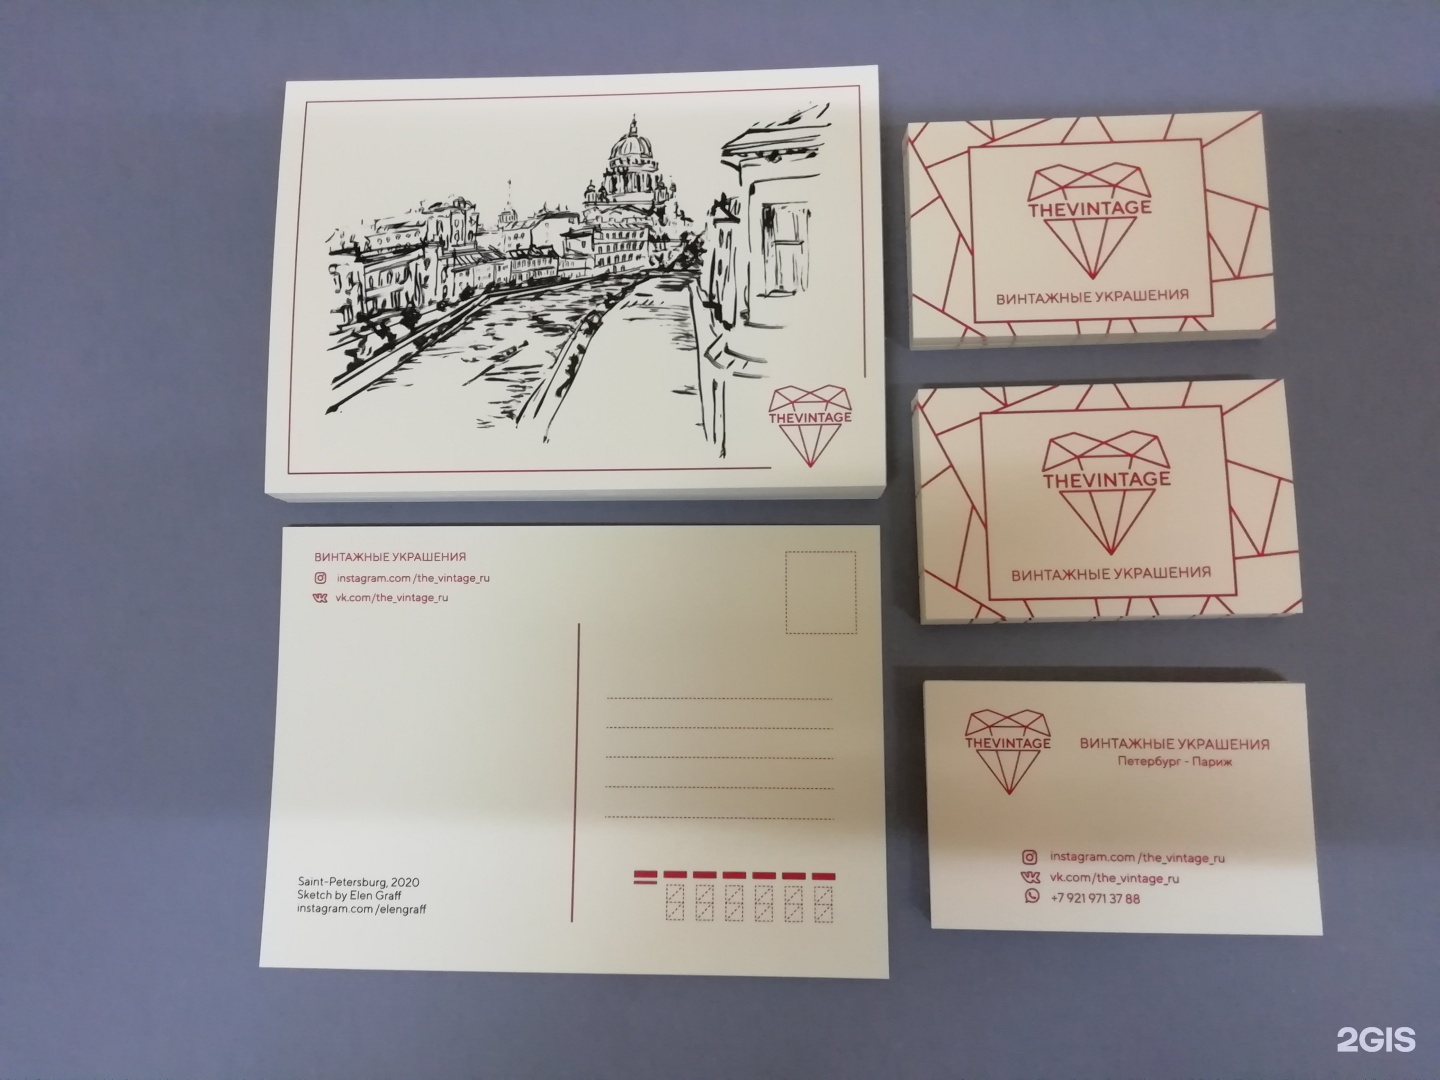 THEVINTAGE
ВИНТАЖНЫЕ УКРАШЕНИЯ
instagram.com/the_vintage_ru
vk.com/the_vintage_ru
Saint-Petersburg, 2020
Sketch by Elen Graff
instagram.com/elengraff
THEVINTAGE
ВИНТАЖНЫЕ УКРАШЕНИЯ
THEVINTAGE
ВИНТАЖНЫЕ УКРАШЕНИЯ
THEVINTAGE
ВИНТАЖНЫЕ УКРАШЕНИЯ
Петербург - Париж
instagram.com/the_vintage_ru
vk.com/the_vintage_ru
+7 921 971 37 88
2GIS